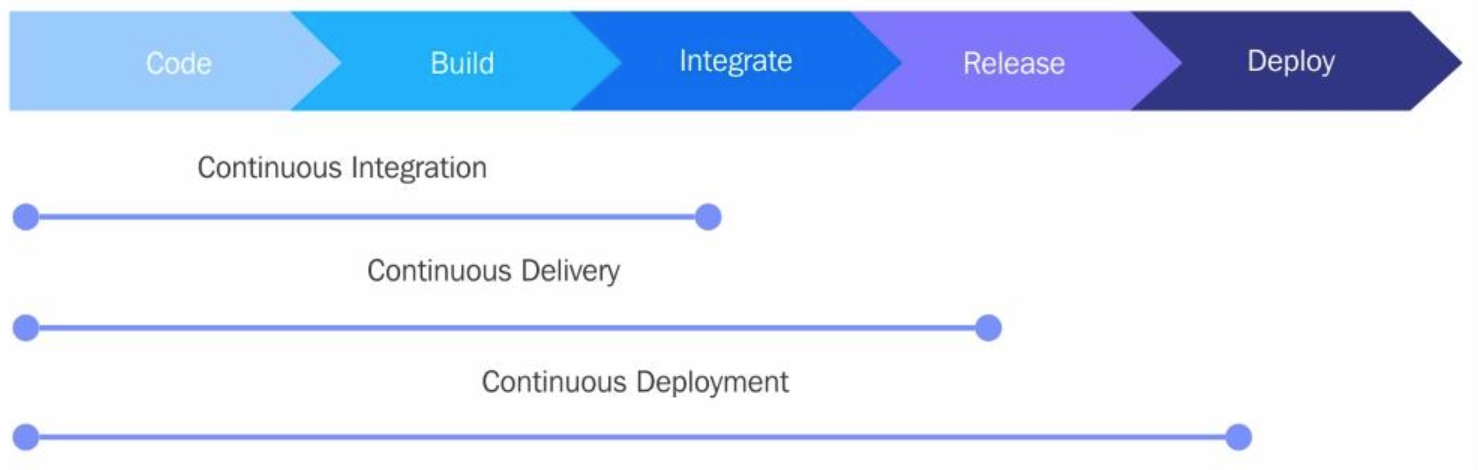 Code
Build
Integrate
Release
Deploy
Continuous Integration
Continuous Delivery
Continuous Deployment